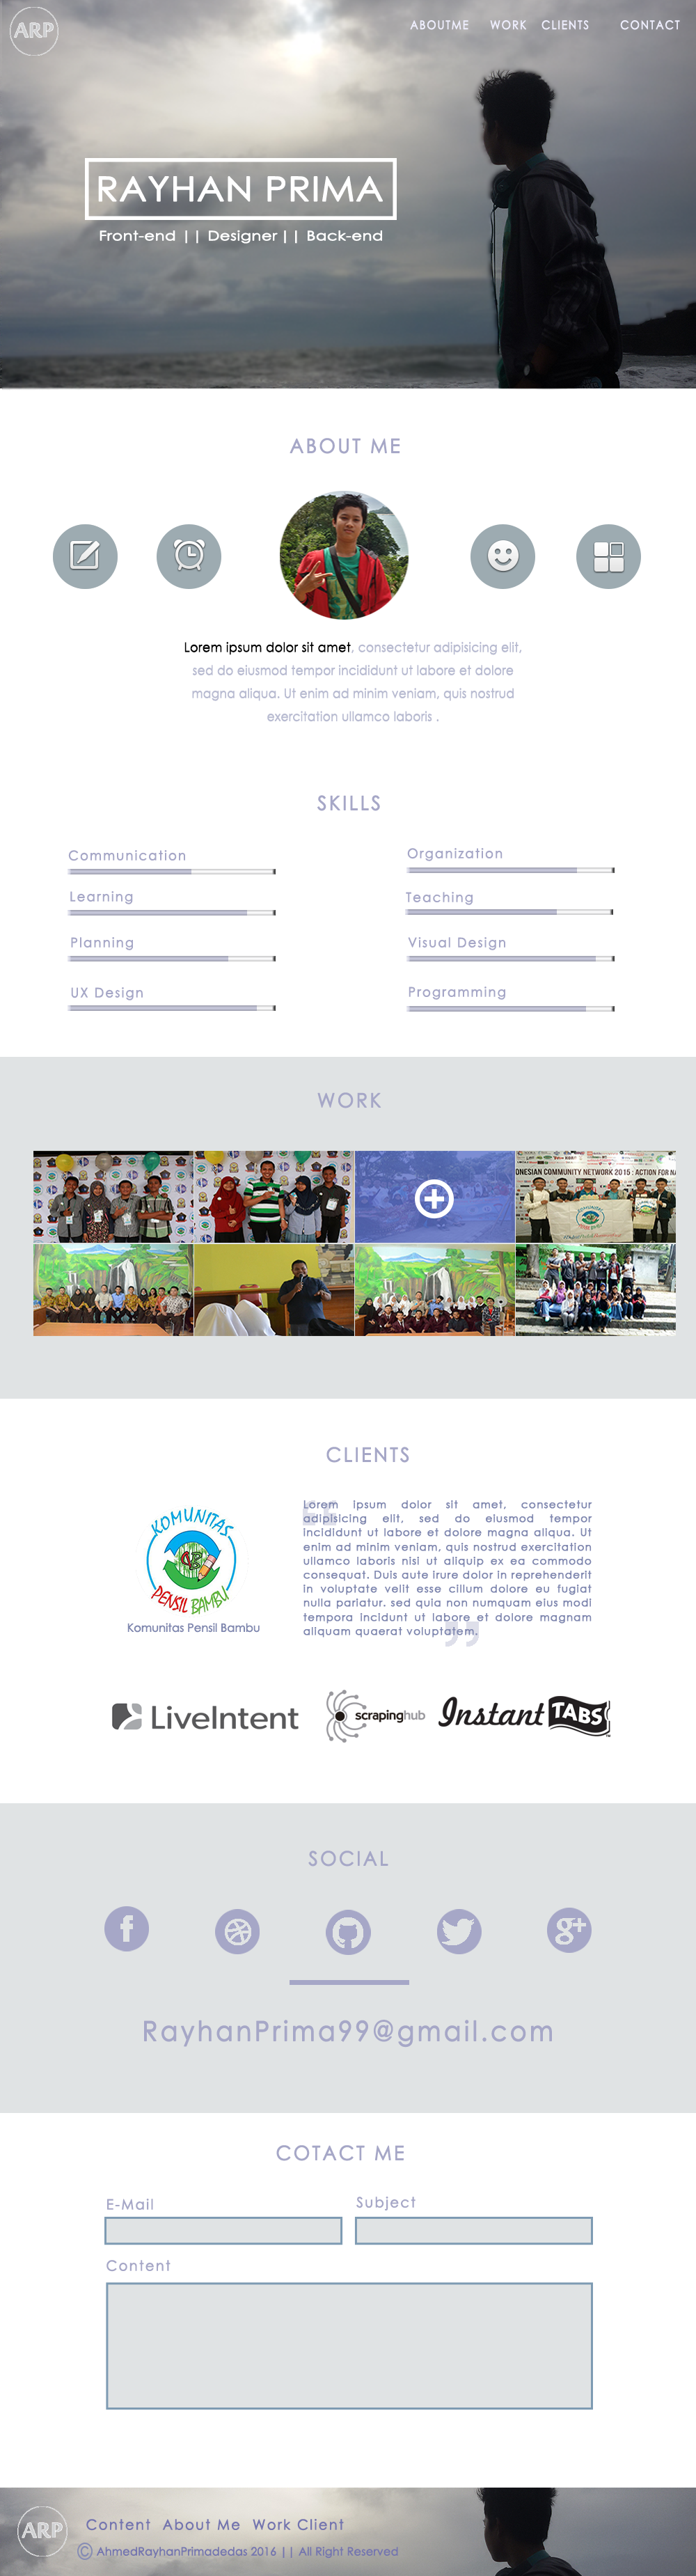 ARP
ABOUTME WORK CLIENTS CONTACT
RAYHAN PRIMA
Front-end || Designer || Back-end
ABOUT ME
Lorem ipsum dolor sit amet, consectetur adipisicing elit,
sed do eiusmod tempor incididunt ut labore et dolore
magna aliqua. Ut enim ad minim veniam, quis nostrud
exercitation ullamco laboris .
SKILLS
Communication
Organization
Learning
Teaching
Planning
Visual Design
UX Design
Programming
WORK
ONESIAN COMMUNITY NETWORK 2015 : ACTION FOR NA
CLIENTS
KOMUNITAS
PENSIL BAMBU
Komunitas Pensil Bambu
Lorem ipsum dolor sit amet, consectetur
adipisicing elit, sed do eiusmod tempor
incididunt ut labore et dolore magna aliqua. Ut
enim ad minim veniam, quis nostrud exercitation
ullamco laboris nisi ut aliquip ex ea commodo
consequat. Duis aute irure dolor in reprehenderit
in voluptate velit esse cillum dolore eu fugiat
nulla pariatur. sed quia non numquam eius modi
tempora incidunt ut labore et dolore magnam
aliquam quaerat voluptatem.
LiveIntent
scrapinghub
Instant TABS
SOCIAL
RayhanPrima99@gmail.com
COTACT ME
E-Mail
Subject
Content
ARP
Content About Me Work Client
© AhmedRayhanPrimadedas 2016 || All Right Reserved